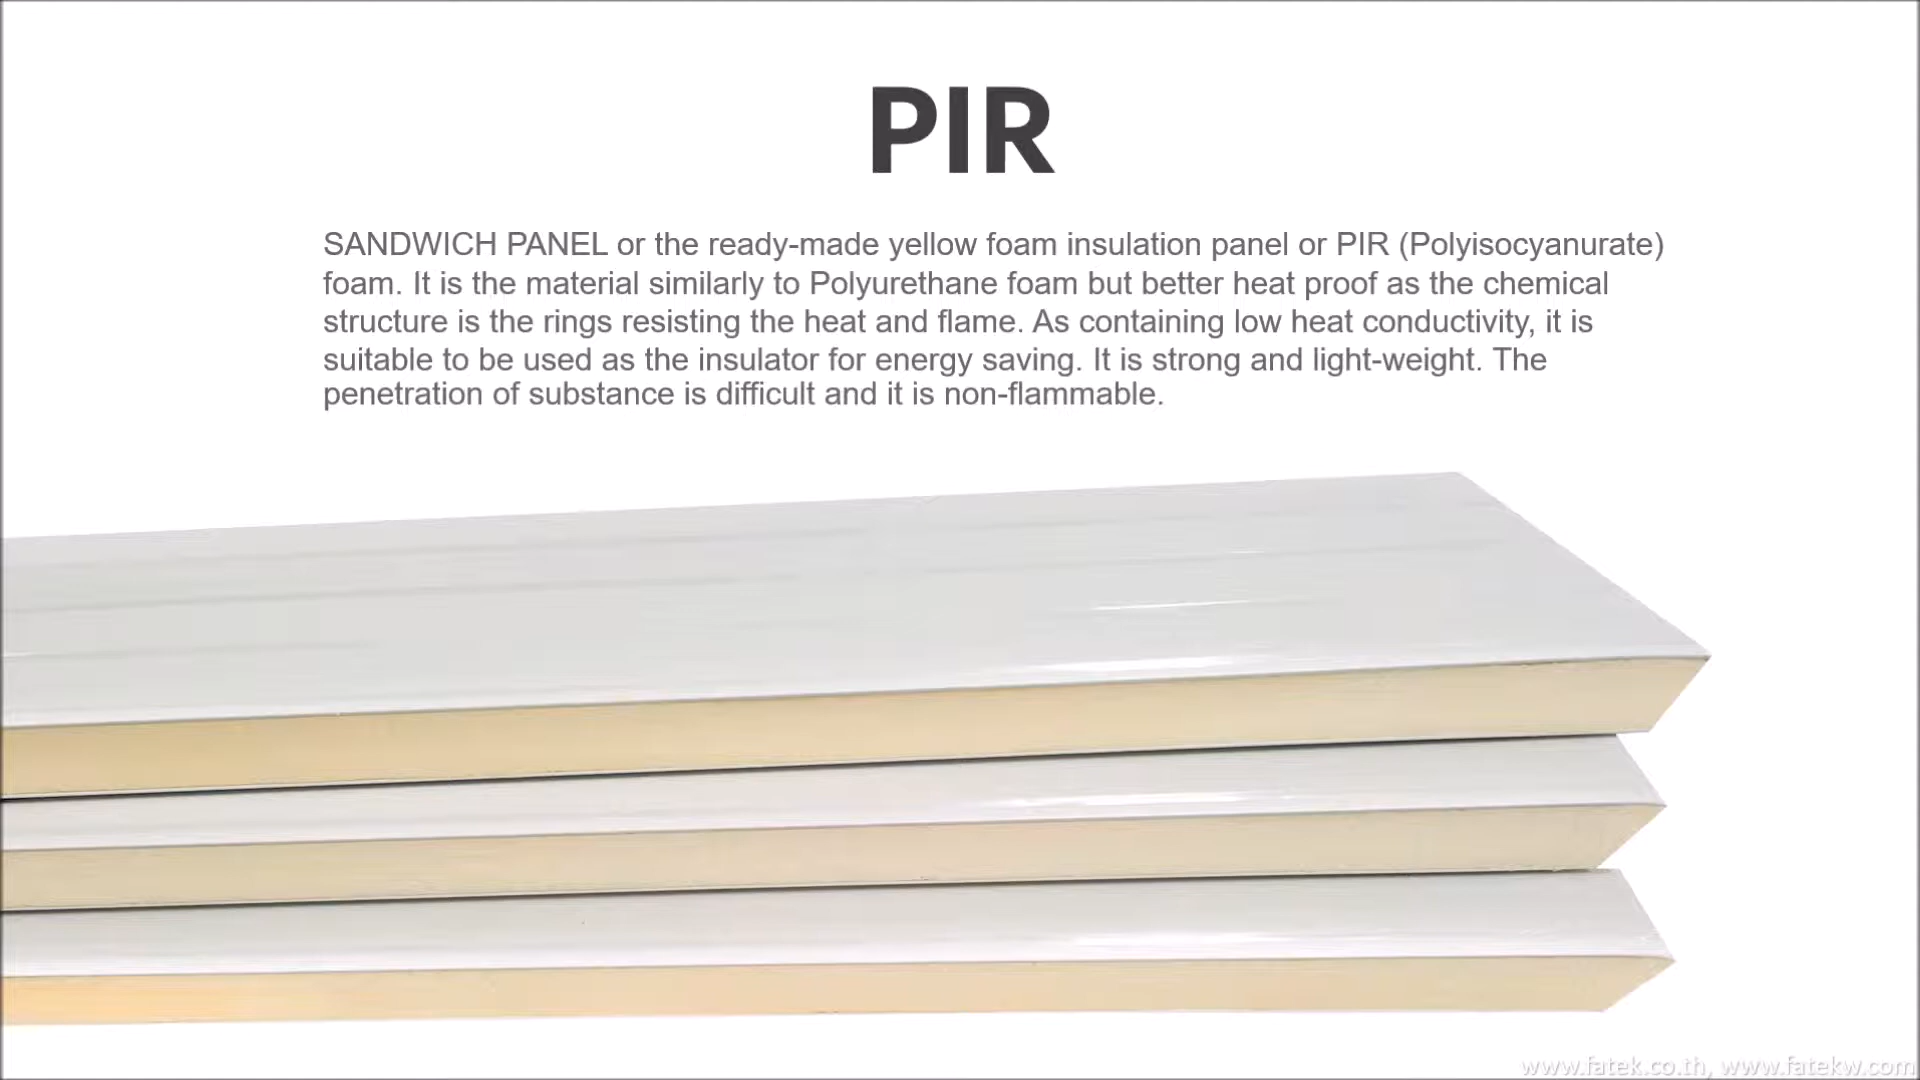 PIR
SANDWICH PANEL or the ready-made yellow foam insulation panel or PIR (Polyisocyanurate)
foam. It is the material similarly to Polyurethane foam but better heat proof as the chemical
structure is the rings resisting the heat and flame. As containing low heat conductivity, it is
suitable to be used as the insulator for energy saving. It is strong and light-weight. The
penetration of substance is difficult and it is non-flammable.
www.fatek.co.th, www.fatekw.com